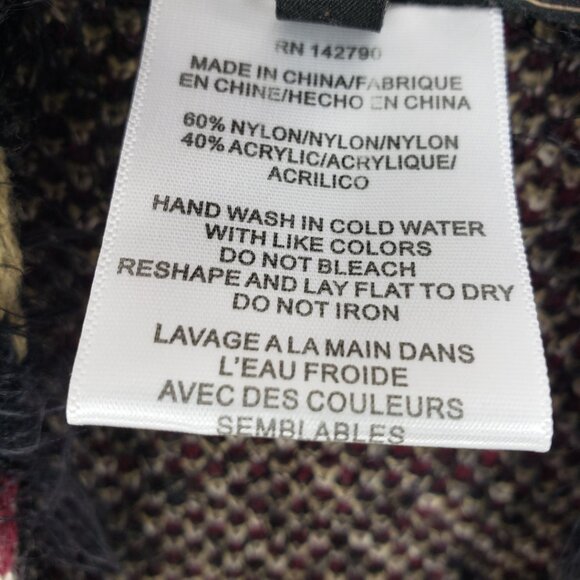 RN 142790
MADE IN CHINA/FABRIQUE
EN CHINE/HECHO EN CHINA
60% NYLON/NYLON/NYLON
40% ACRYLIC/ACRYLIQUE/
ACRILICO
HAND WASH IN COLD WATER
WITH LIKE COLORS
DO NOT BLEACH
RESHAPE AND LAY FLAT TO DRY
DO NOT IRON
LAVAGE A LA MAIN DANS
L'EAU FROIDE
AVEC DES COULEURS
SEMBLABLES